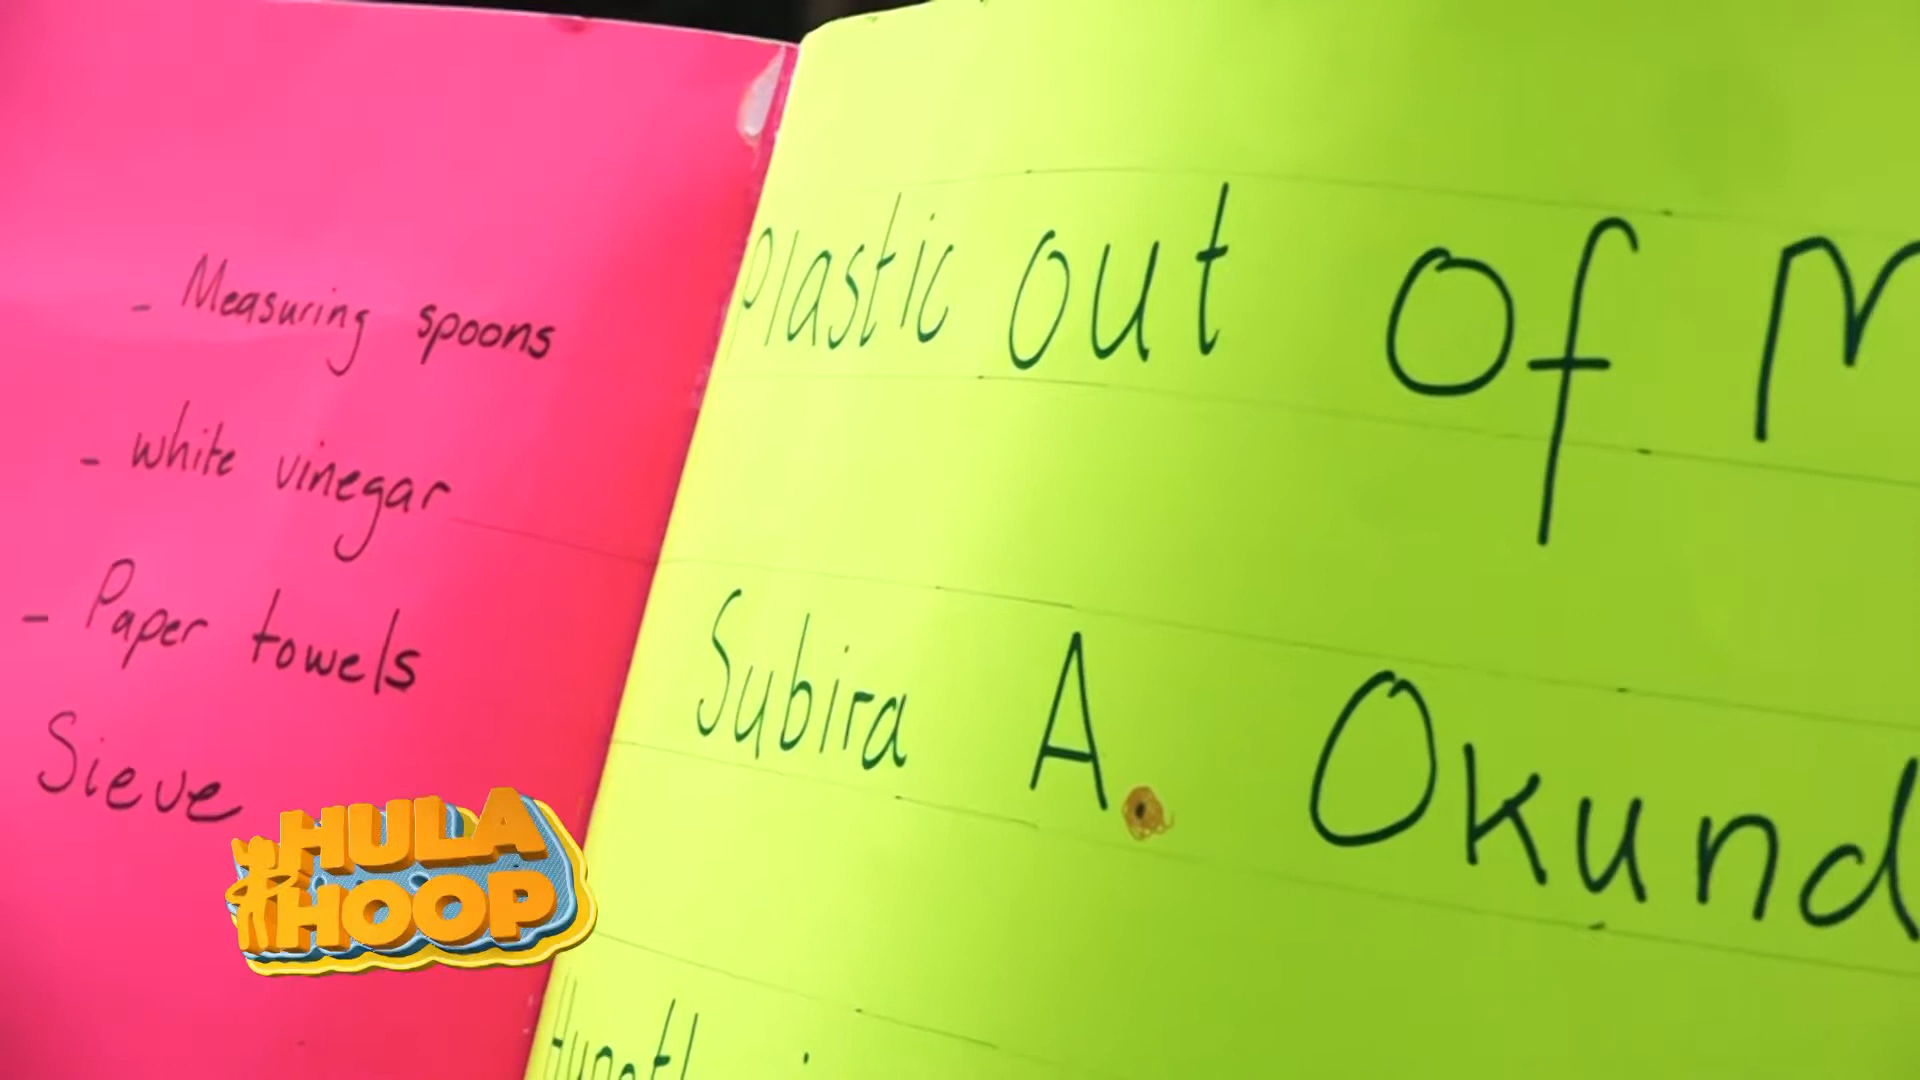 - Measuring spoons
- white vinegar
- Paper towels
Sieve
HULA
HOOP
Plastic out of M
Subira A. Okund